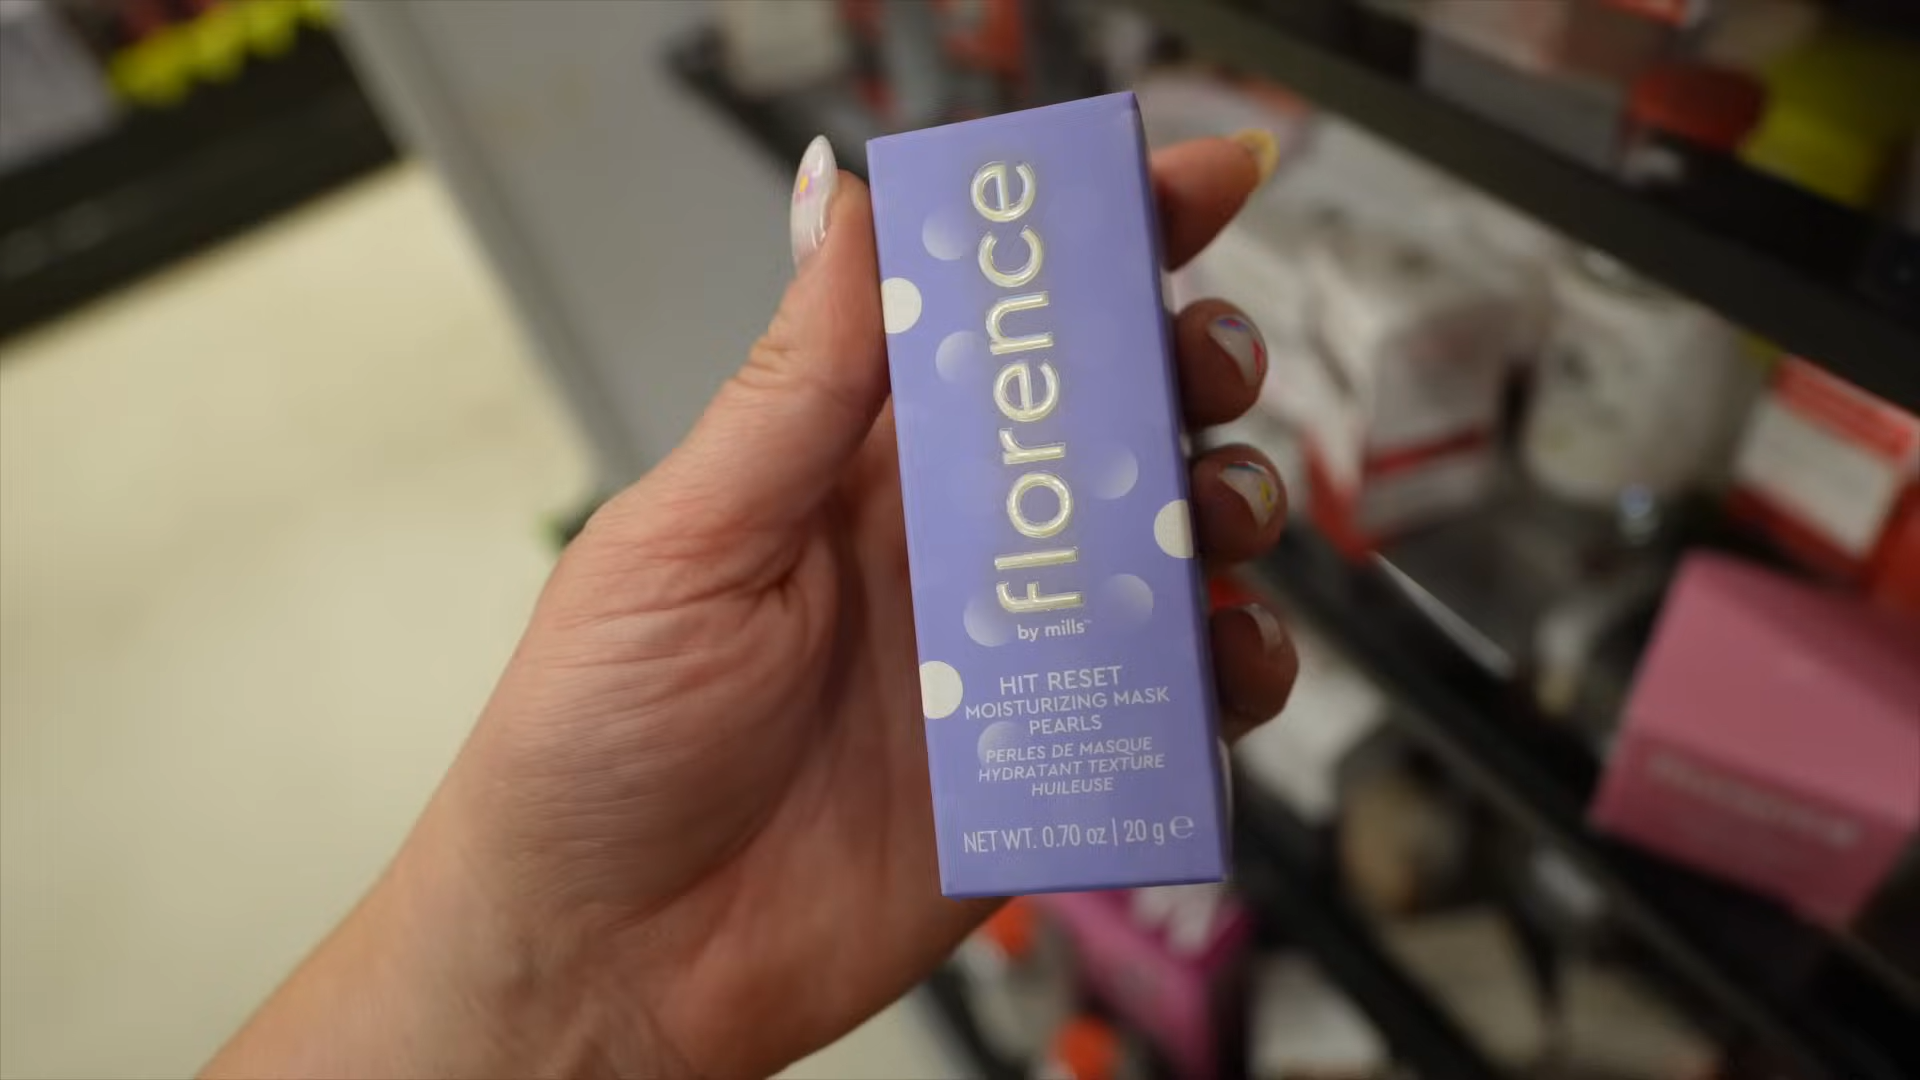 florence
by mills™
HIT RESET
MOISTURIZING MASK
PEARLS
PERLES DE MASQUE
HYDRATANT TEXTURE
HUILEUSE
NET WT. 0.70 oz | 20 g ℮